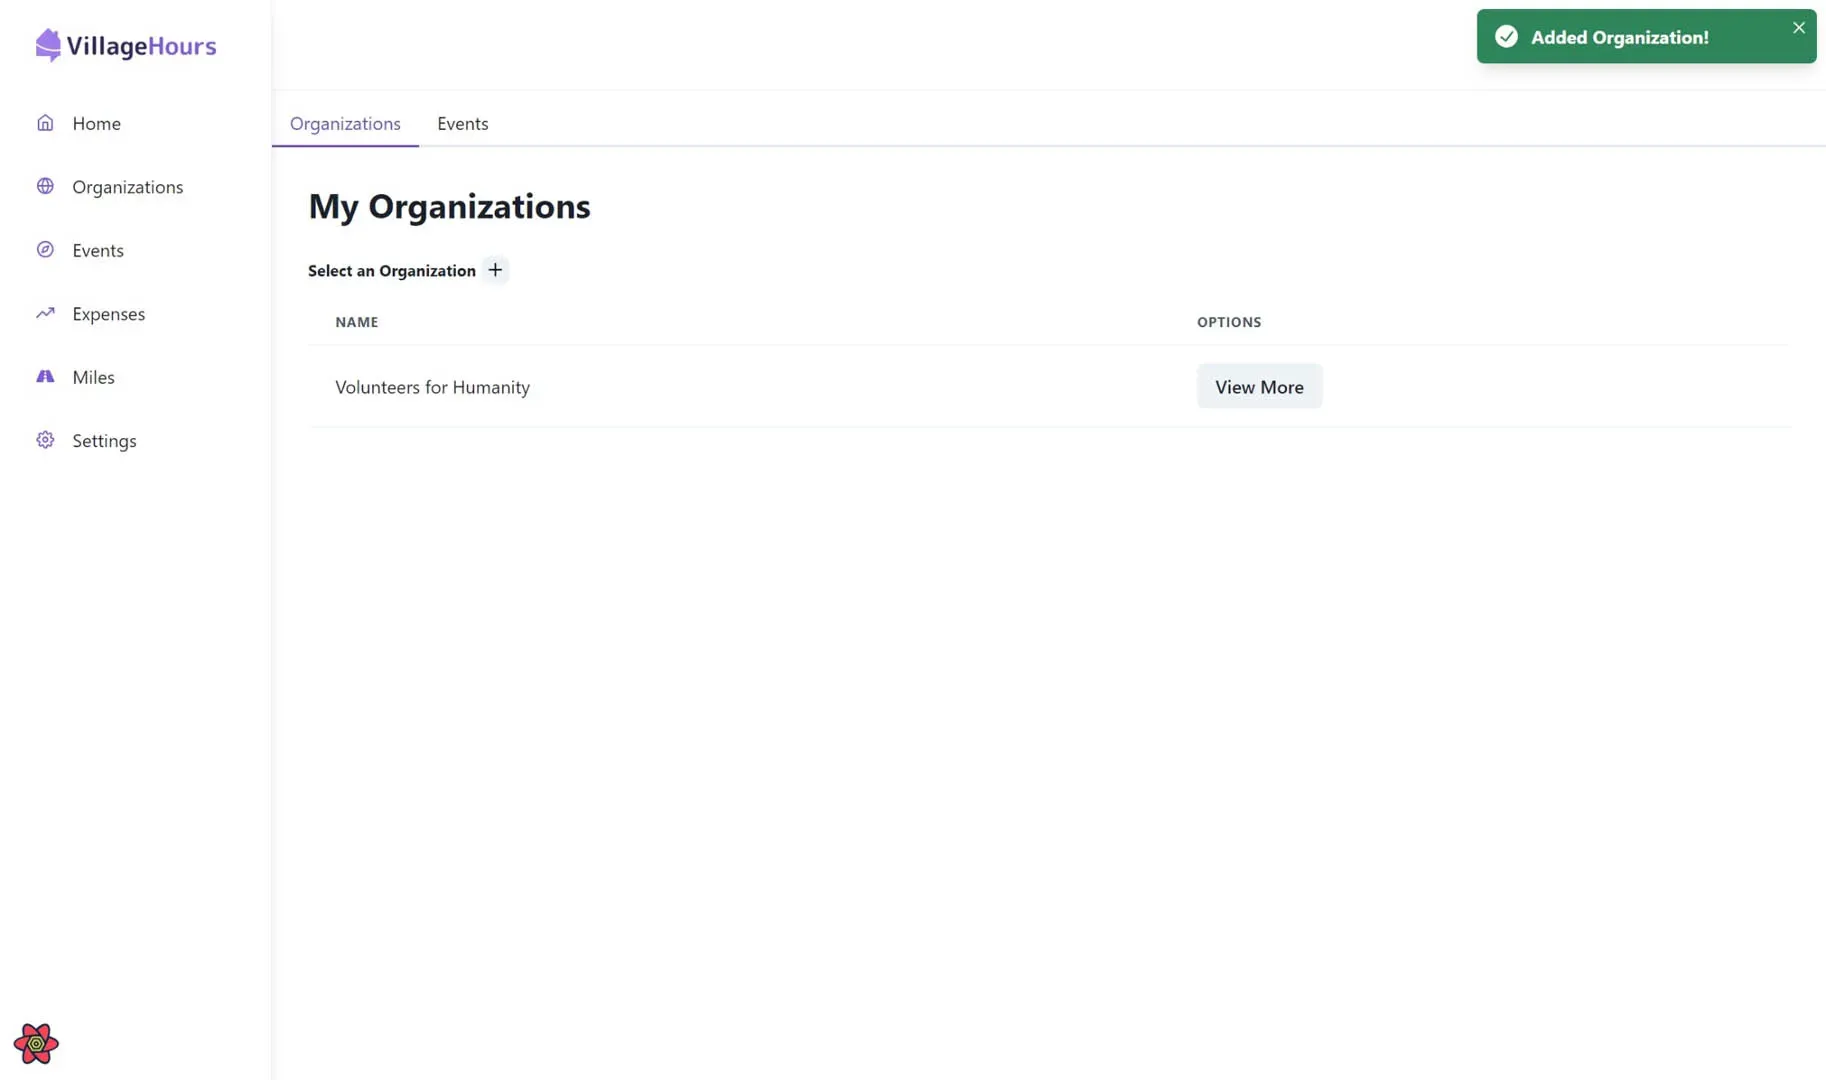 VillageHours
Added Organization!
Home
Organizations
Events
Expenses
Miles
Settings
Organizations Events
My Organizations
Select an Organization +
NAME OPTIONS
Volunteers for Humanity View More